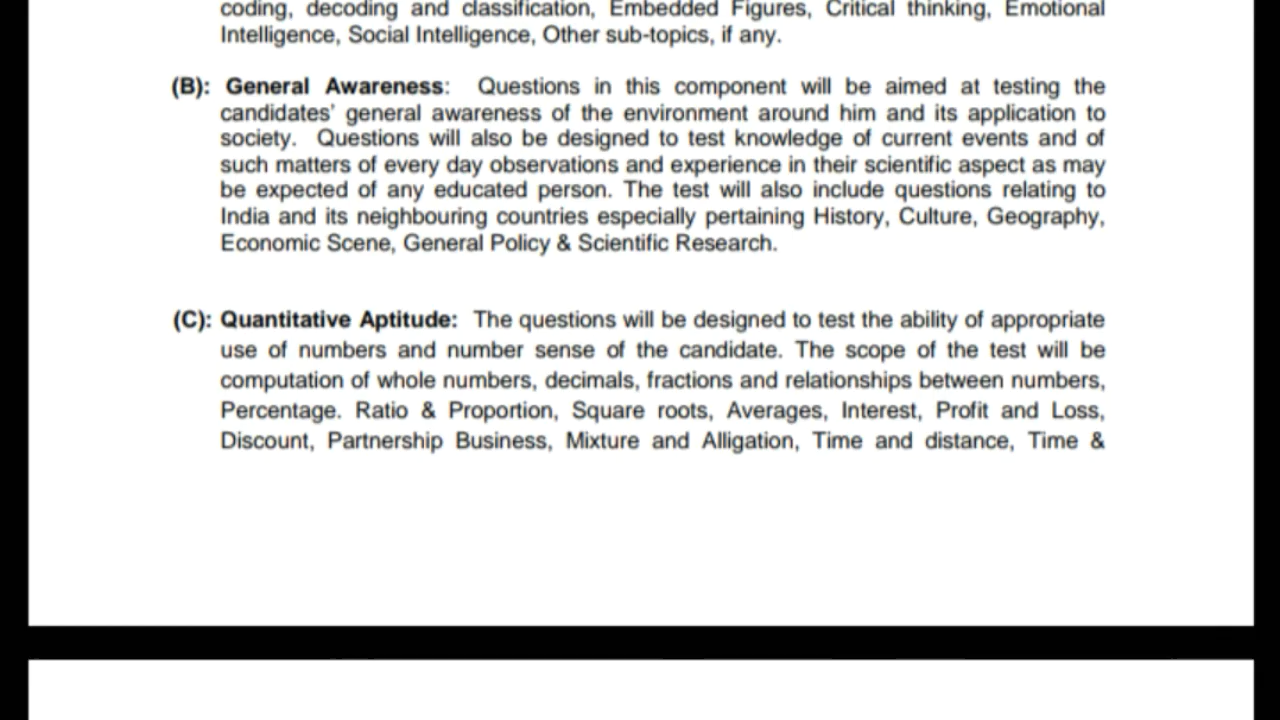 coding, decoding and classification, Embedded Figures, Critical thinking, Emotional
Intelligence, Social Intelligence, Other sub-topics, if any.
(B): General Awareness: Questions in this component will be aimed at testing the
candidates' general awareness of the environment around him and its application to
society. Questions will also be designed to test knowledge of current events and of
such matters of every day observations and experience in their scientific aspect as may
be expected of any educated person. The test will also include questions relating to
India and its neighbouring countries especially pertaining History, Culture, Geography,
Economic Scene, General Policy & Scientific Research.
(C): Quantitative Aptitude: The questions will be designed to test the ability of appropriate
use of numbers and number sense of the candidate. The scope of the test will be
computation of whole numbers, decimals, fractions and relationships between numbers,
Percentage. Ratio & Proportion, Square roots, Averages, Interest, Profit and Loss,
Discount, Partnership Business, Mixture and Alligation, Time and distance, Time &